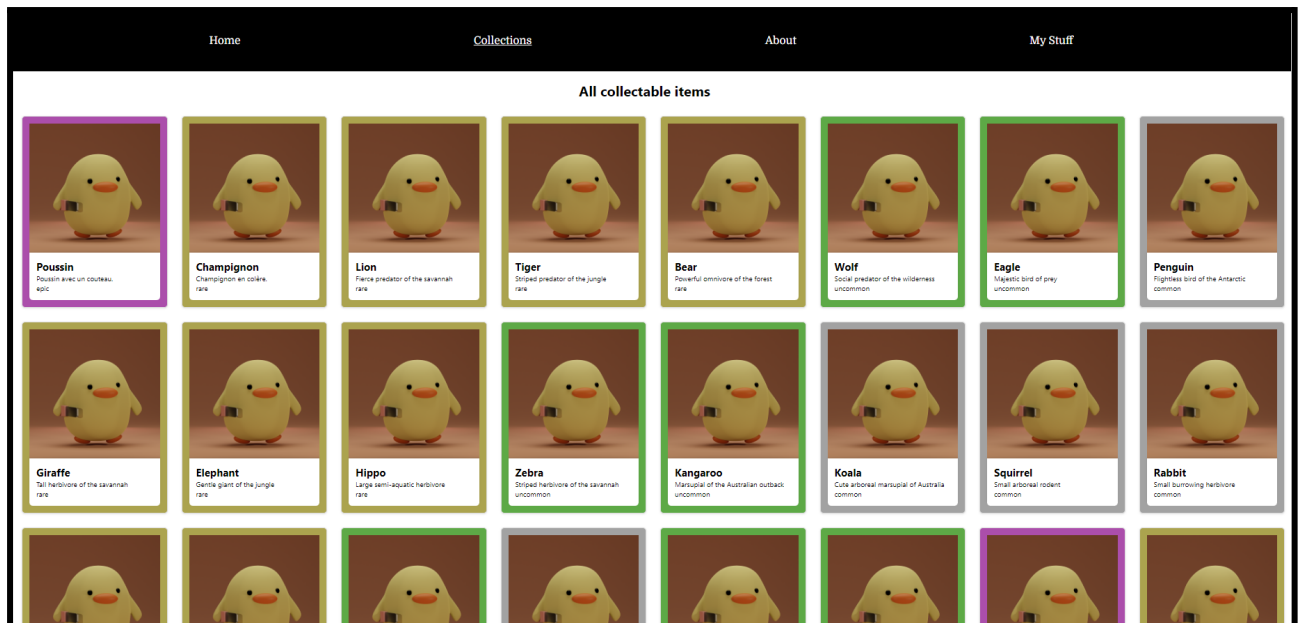 Home Collections About My Stuff
All collectable items
Poussin
Poussin avec un couteau.
epic
Champignon
Champignon en colère.
rare
Lion
Fierce predator of the savannah
rare
Tiger
Striped predator of the jungle
rare
Bear
Powerful omnivore of the forest
rare
Wolf
Social predator of the wilderness
uncommon
Eagle
Majestic bird of prey
uncommon
Penguin
Flightless bird of the Antarctic
common
Giraffe
Tall herbivore of the savannah
rare
Elephant
Gentle giant of the jungle
rare
Hippo
Large semi-aquatic herbivore
rare
Zebra
Striped herbivore of the savannah
uncommon
Kangaroo
Marsupial of the Australian outback
uncommon
Koala
Cute arboreal marsupial of Australia
common
Squirrel
Small arboreal rodent
common
Rabbit
Small burrowing herbivore
common